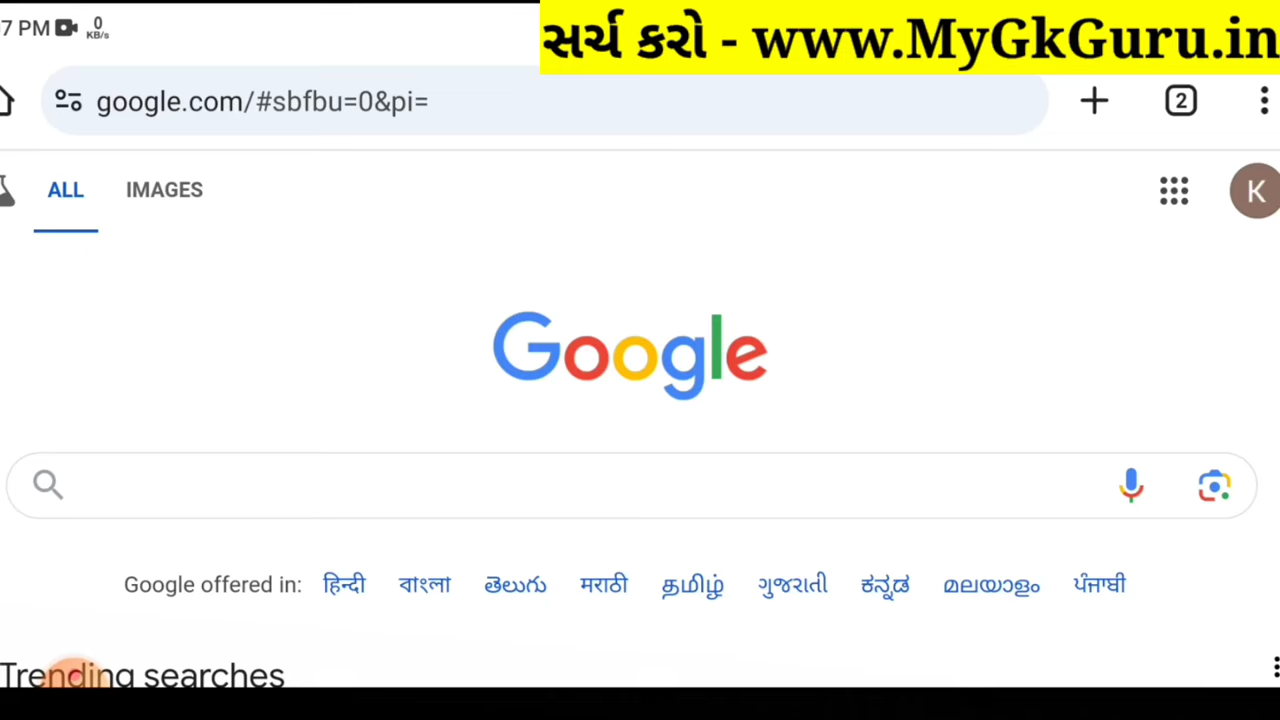 7 PM 0 KB/s
સર્ચ કરો - www.MyGkGuru.in
google.com/#sbfbu=0&pi=
2
ALL IMAGES
K
Google
Google offered in: हिन्दी বাংলা తెలుగు मराठी தமிழ் ગુજરાતી ಕನ್ನಡ മലയാളം ਪੰਜਾਬੀ
Trending searches